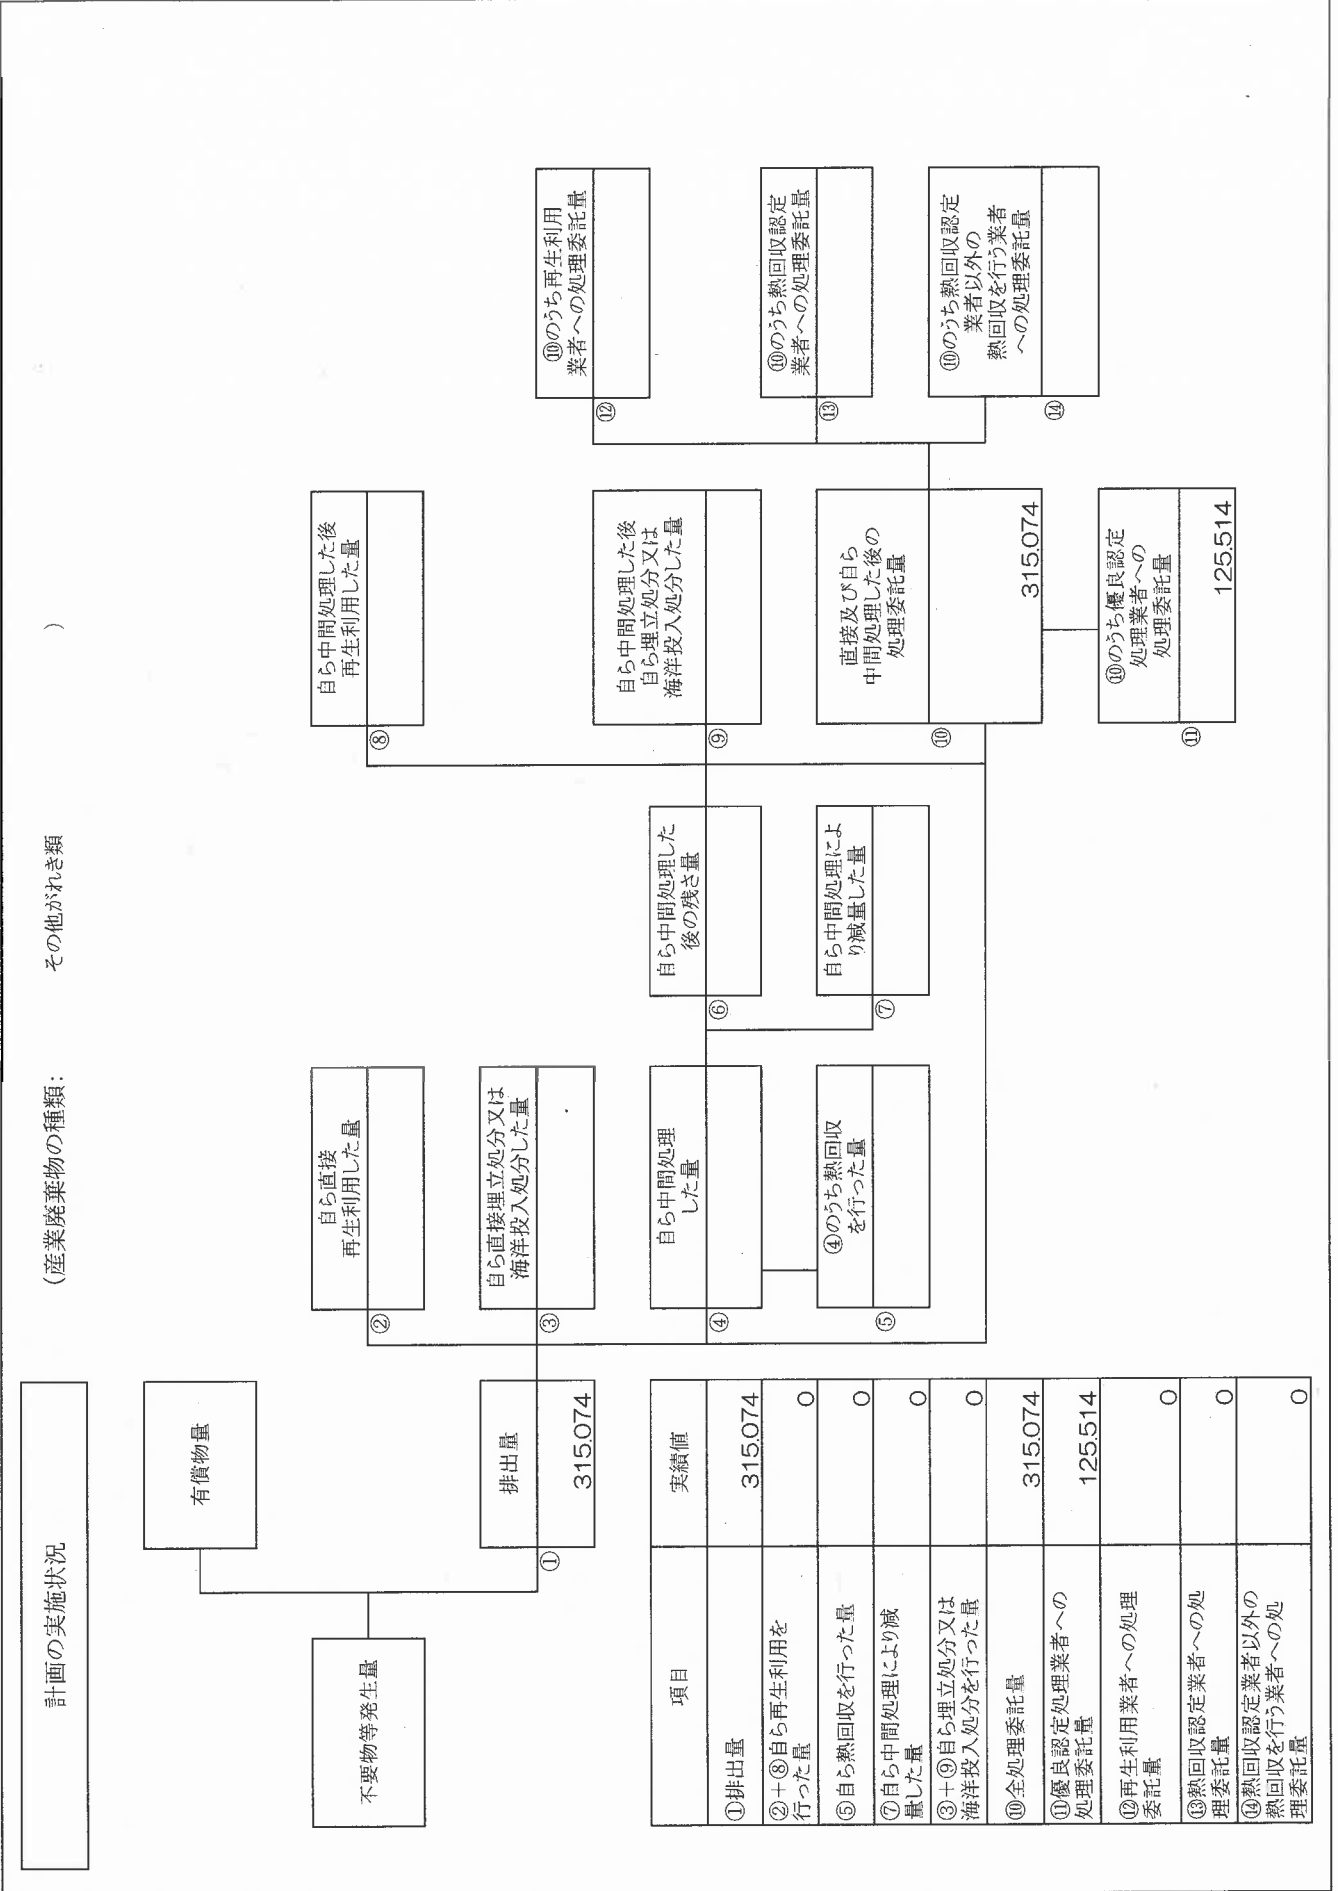 計画の実施状況
(産業廃棄物の種類: その他がれき類 )
有償物量
不要物等発生量
排出量
① 315.074
自ら直接
再生利用した量
②
自ら直接埋立処分又は
海洋投入処分した量
③
自ら中間処理
した量
④
④のうち熱回収
を行った量
⑤
自ら中間処理した
後の残さ量
⑥
自ら中間処理によ
り減量した量
⑦
自ら中間処理した後
再生利用した量
⑧
自ら中間処理した後
自ら埋立処分又は
海洋投入処分した量
⑨
直接及び自ら
中間処理した後の
処理委託量
⑩ 315.074
⑩のうち優良認定
処理業者への
処理委託量
⑪ 125.514
⑩のうち再生利用
業者への処理委託量
⑫
⑩のうち熱回収認定
業者への処理委託量
⑬
⑩のうち熱回収認定
業者以外の
熱回収を行う業者
への処理委託量
⑭
項目 実績値
①排出量 315.074
②+⑧自ら再生利用を
行った量 0
⑤自ら熱回収を行った量 0
⑦自ら中間処理により減
量した量 0
③+⑨自ら埋立処分又は
海洋投入処分を行った量 0
⑩全処理委託量 315.074
⑪優良認定処理業者への
処理委託量 125.514
⑫再生利用業者への処理
委託量 0
⑬熱回収認定業者への処
理委託量 0
⑭熱回収認定業者以外の
熱回収を行う業者への処
理委託量 0